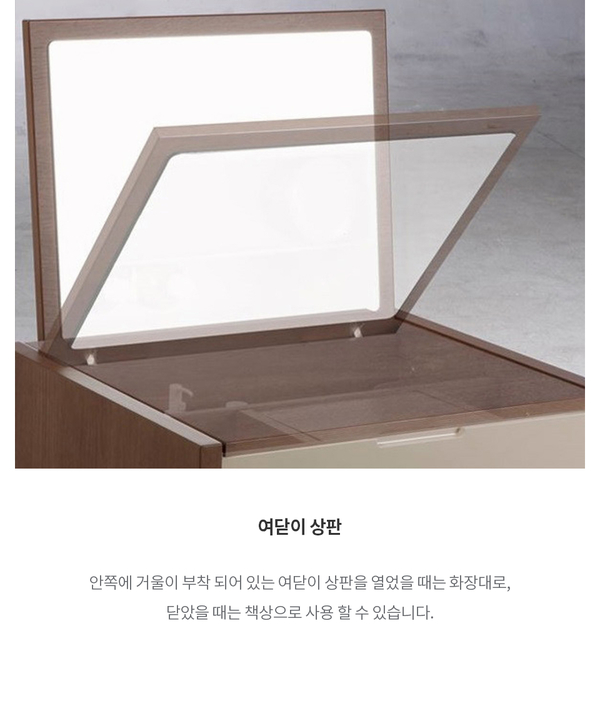 여닫이 상판
안쪽에 거울이 부착 되어 있는 여닫이 상판을 열었을 때는 화장대로,
닫았을 때는 책상으로 사용 할 수 있습니다.